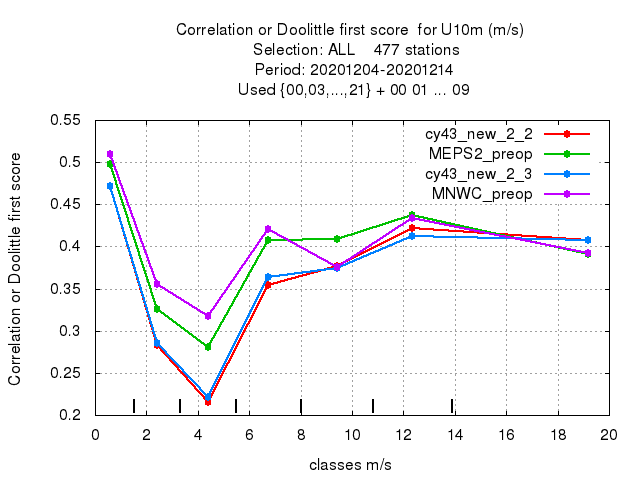 Correlation or Doolittle first score  for U10m (m/s)
Selection: ALL    477 stations
Period: 20201204-20201214
Used {00,03,...,21} + 00 01 ... 09
Correlation or Doolittle first score
0.55
0.5
0.45
0.4
0.35
0.3
0.25
0.2
cy43_new_2_2
MEPS2_preop
cy43_new_2_3
MNWC_preop
0 2 4 6 8 10 12 14 16 18 20
classes m/s